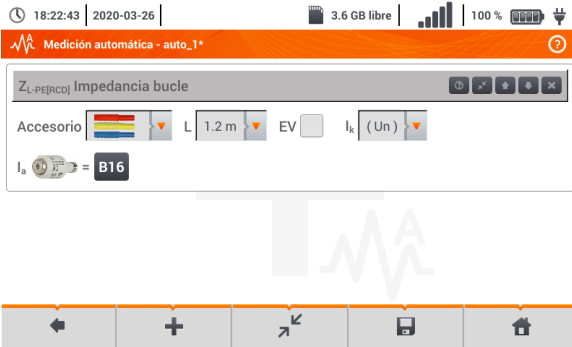 18:22:43 2020-03-26 3.6 GB libre 100 %
Medición automática - auto_1* ?
ZL-PE[RCD] Impedancia bucle ?
Accesorio L 1.2 m EV Ik ( Un )
Ia = B16